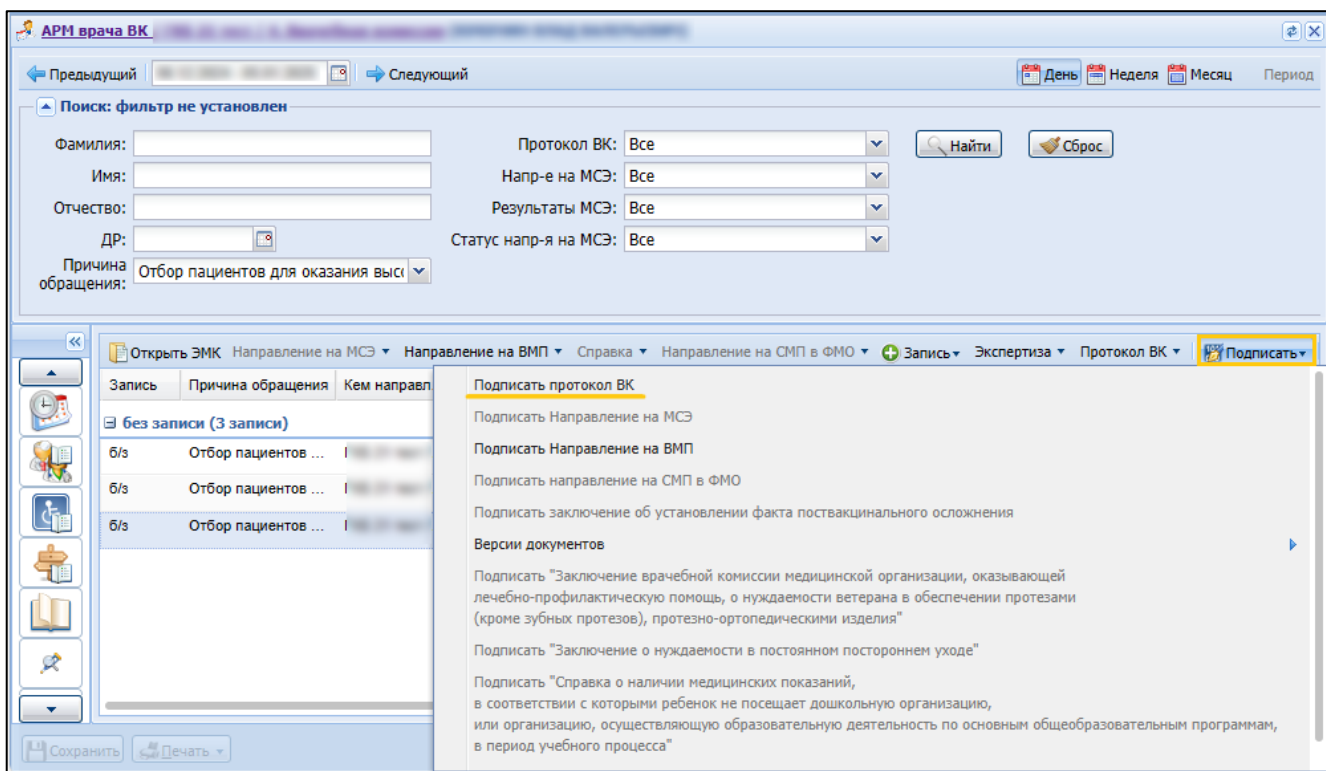 АРМ врача ВК
Предыдущий Следующий День Неделя Месяц Период
Поиск: фильтр не установлен
Фамилия: Протокол ВК: Все Найти Сброс
Имя: Напр-е на МСЭ: Все
Отчество: Результаты МСЭ: Все
ДР: Статус напр-я на МСЭ: Все
Причина
обращения: Отбор пациентов для оказания выс
Открыть ЭМК Направление на МСЭ Направление на ВМП Справка Направление на СМП в ФМО Запись Экспертиза Протокол ВК Подписать
Запись Причина обращения Кем направл
без записи (3 записи)
б/з Отбор пациентов ...
б/з Отбор пациентов ...
б/з Отбор пациентов ...
Подписать протокол ВК
Подписать Направление на МСЭ
Подписать Направление на ВМП
Подписать направление на СМП в ФМО
Подписать заключение об установлении факта поствакцинального осложнения
Версии документов
Подписать "Заключение врачебной комиссии медицинской организации, оказывающей
лечебно-профилактическую помощь, о нуждаемости ветерана в обеспечении протезами
(кроме зубных протезов), протезно-ортопедическими изделия"
Подписать "Заключение о нуждаемости в постоянном постороннем уходе"
Подписать "Справка о наличии медицинских показаний,
в соответствии с которыми ребенок не посещает дошкольную организацию,
или организацию, осуществляющую образовательную деятельность по основным общеобразовательным программам,
в период учебного процесса"
Сохранить Печать